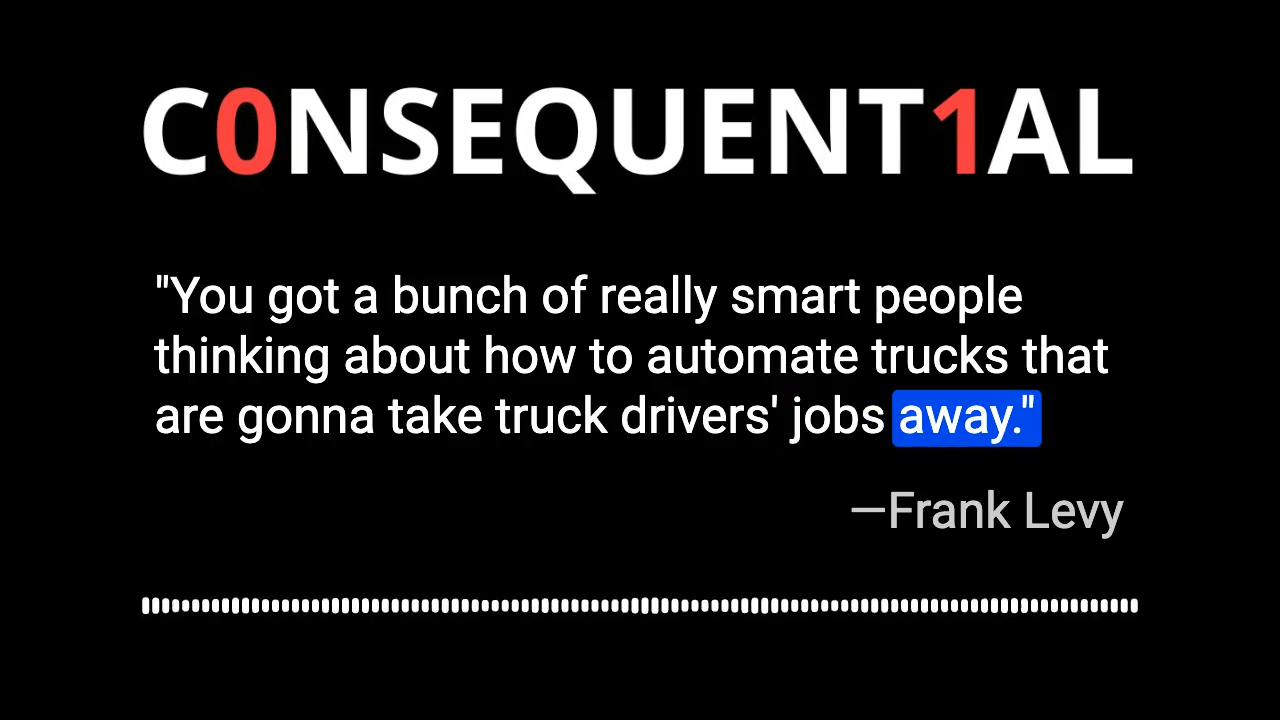 C0NSEQUENT1AL
"You got a bunch of really smart people
thinking about how to automate trucks that
are gonna take truck drivers' jobs away."
—Frank Levy